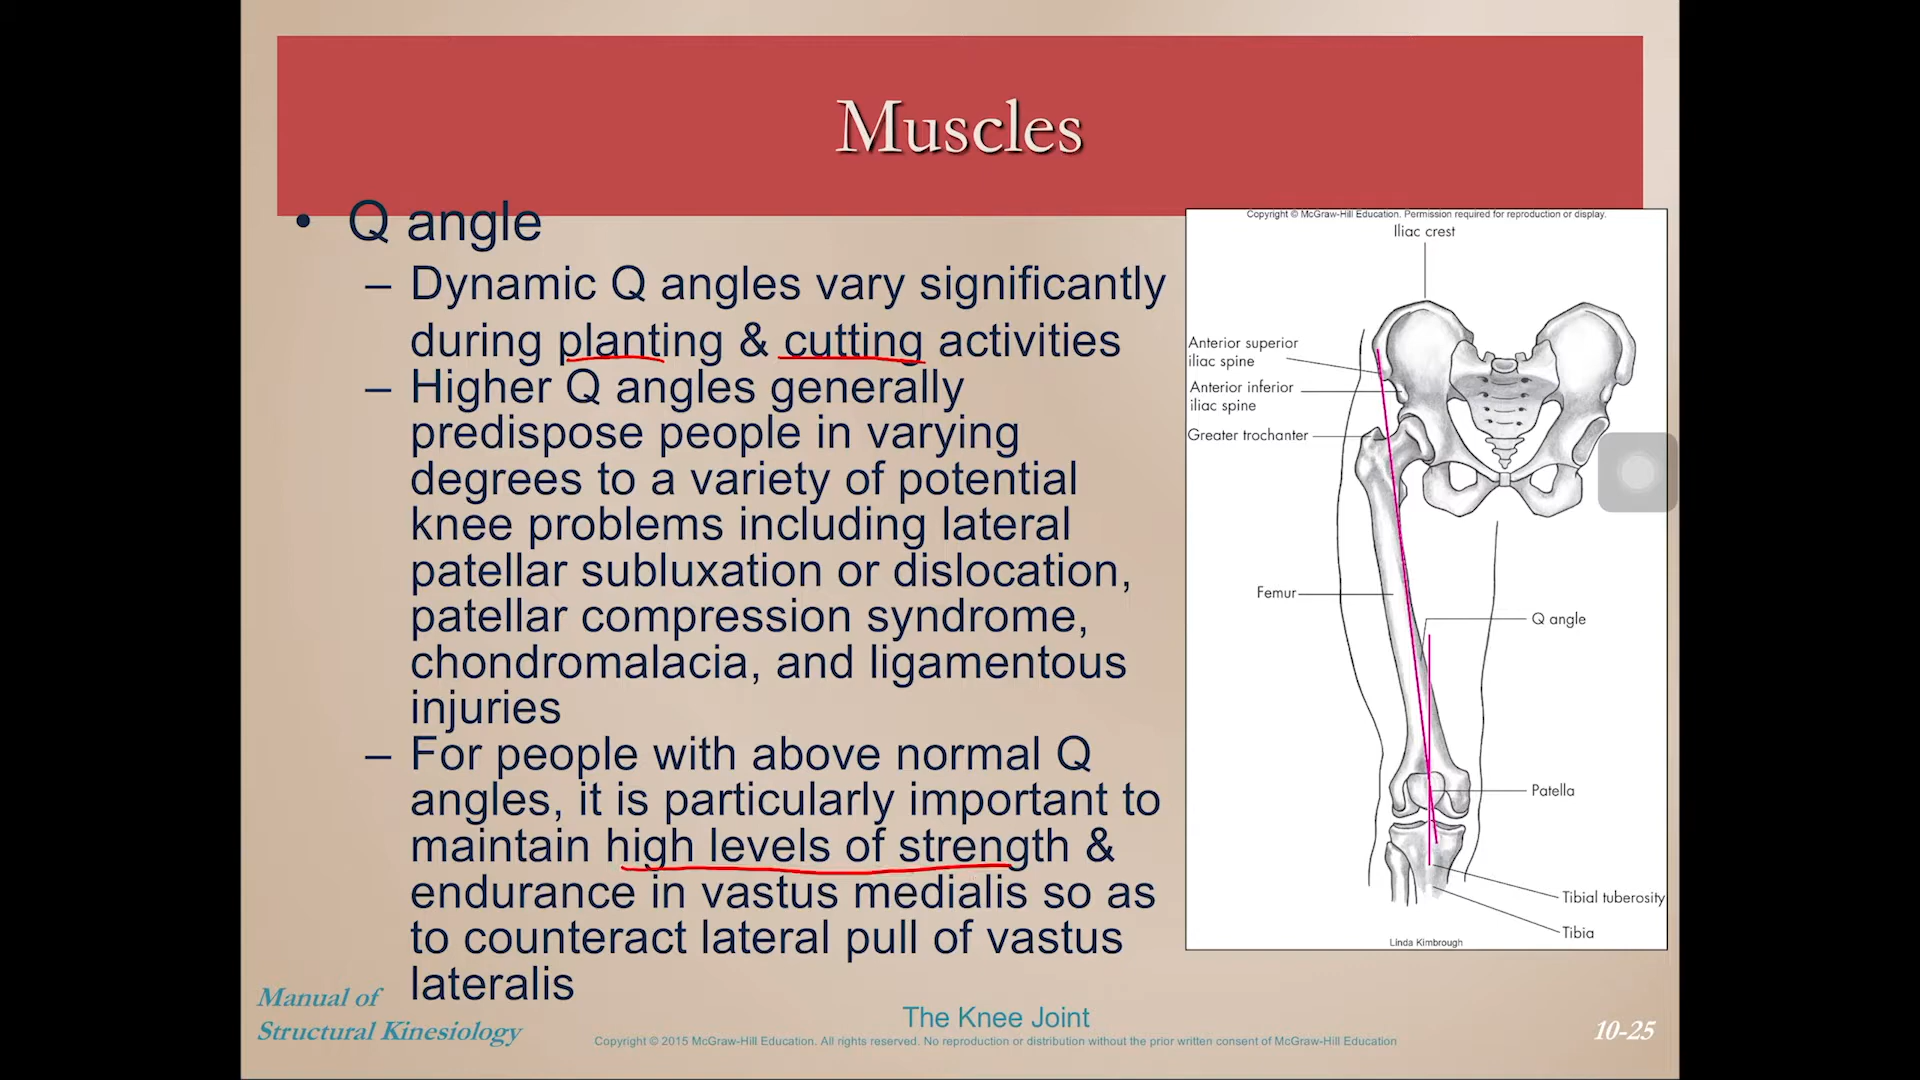 Muscles
• Q angle
– Dynamic Q angles vary significantly
during planting & cutting activities
– Higher Q angles generally
predispose people in varying
degrees to a variety of potential
knee problems including lateral
patellar subluxation or dislocation,
patellar compression syndrome,
chondromalacia, and ligamentous
injuries
– For people with above normal Q
angles, it is particularly important to
maintain high levels of strength &
endurance in vastus medialis so as
to counteract lateral pull of vastus
lateralis
Copyright © McGraw-Hill Education. Permission required for reproduction or display.
Iliac crest
Anterior superior
iliac spine
Anterior inferior
iliac spine
Greater trochanter
Femur
Q angle
Patella
Tibial tuberosity
Tibia
Linda Kimbrough
Manual of
Structural Kinesiology
The Knee Joint
Copyright © 2015 McGraw-Hill Education. All rights reserved. No reproduction or distribution without the prior written consent of McGraw-Hill Education
10-25